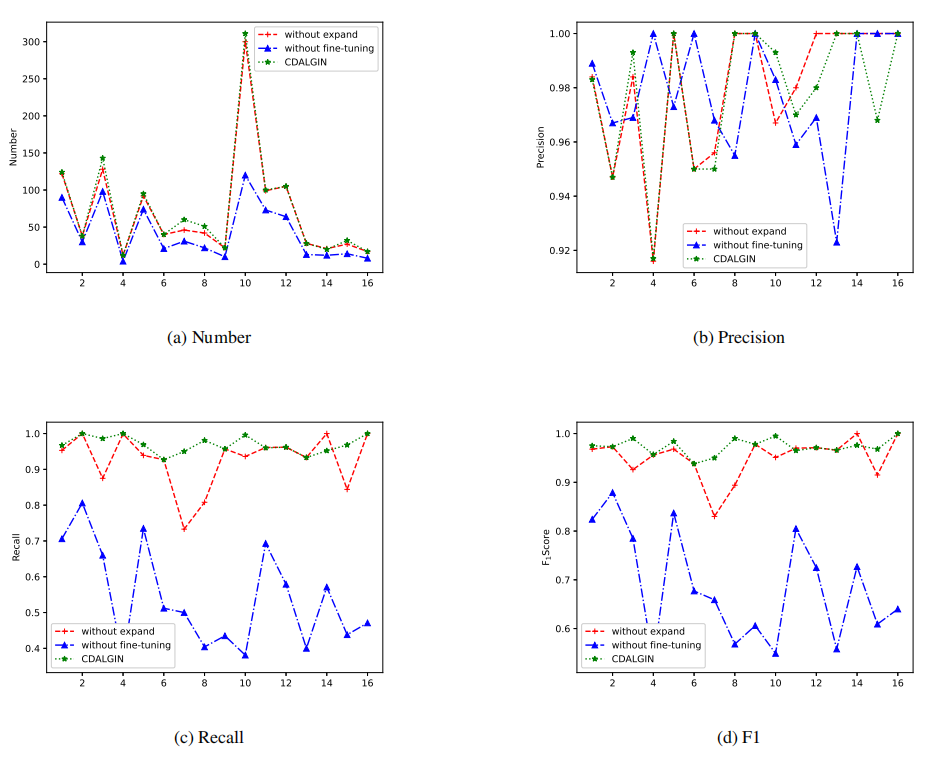 300
250
200
150
100
50
0
Number
without expand
without fine-tuning
CDALGIN
2 4 6 8 10 12 14 16
(a) Number
1.00
0.98
0.96
0.94
0.92
Precision
without expand
without fine-tuning
CDALGIN
2 4 6 8 10 12 14 16
(b) Precision
1.0
0.9
0.8
0.7
0.6
0.5
0.4
Recall
without expand
without fine-tuning
CDALGIN
2 4 6 8 10 12 14 16
(c) Recall
1.0
0.9
0.8
0.7
0.6
F₁Score
without expand
without fine-tuning
CDALGIN
2 4 6 8 10 12 14 16
(d) F1